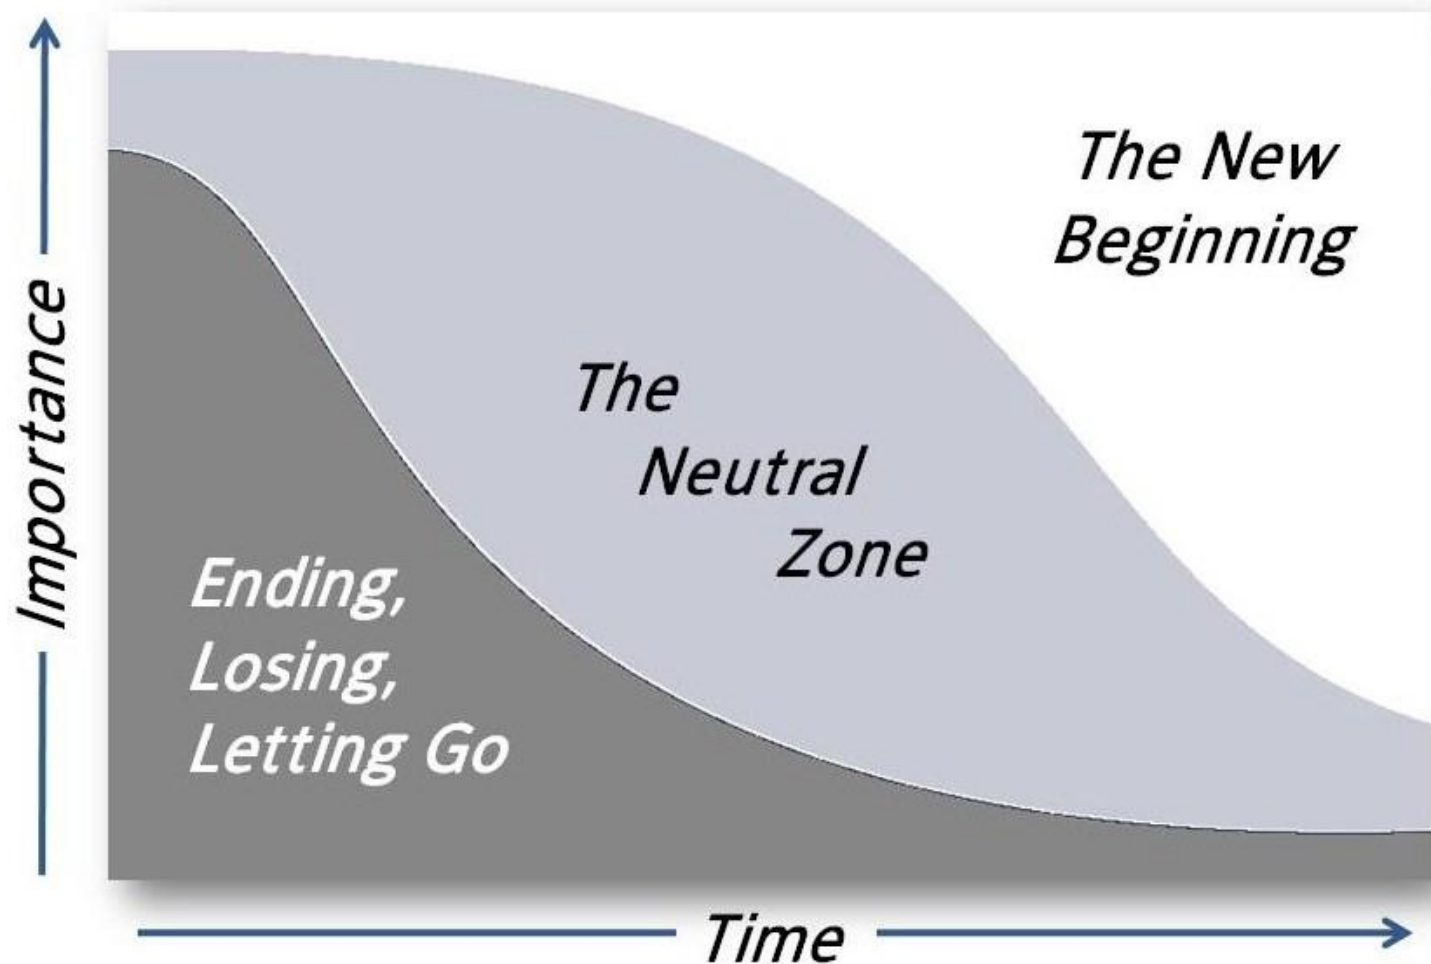 The New
Beginning
Importance
The
Neutral
Zone
Ending,
Losing,
Letting Go
Time